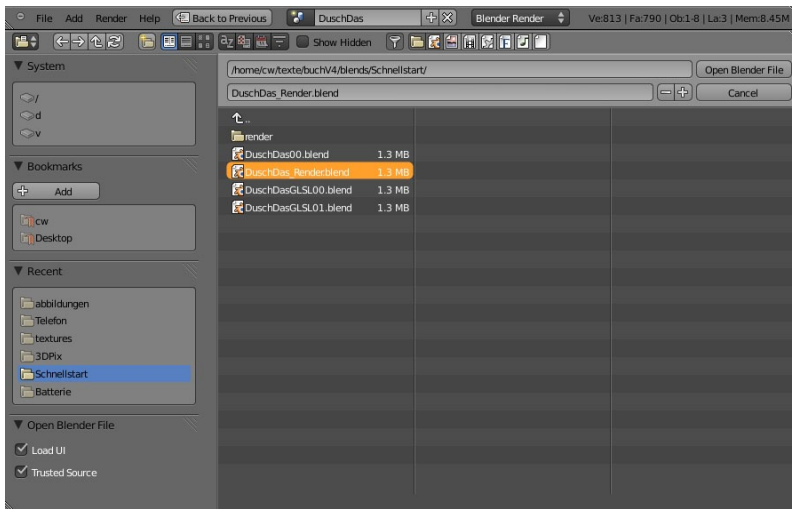 File Add Render Help Back to Previous DuschDas Blender Render Ve:813 | Fa:790 | Ob:1-8 | La:3 | Mem:8.45M
Show Hidden
System
/
d
v
Bookmarks
Add
cw
Desktop
Recent
abbildungen
Telefon
textures
3DPix
Schnellstart
Batterie
Open Blender File
Load UI
Trusted Source
/home/cw/texte/buchV4/blends/Schnellstart/ Open Blender File
DuschDas_Render.blend Cancel
..
render
DuschDas00.blend 1.3 MB
DuschDas_Render.blend 1.3 MB
DuschDasGLSL00.blend 1.3 MB
DuschDasGLSL01.blend 1.3 MB